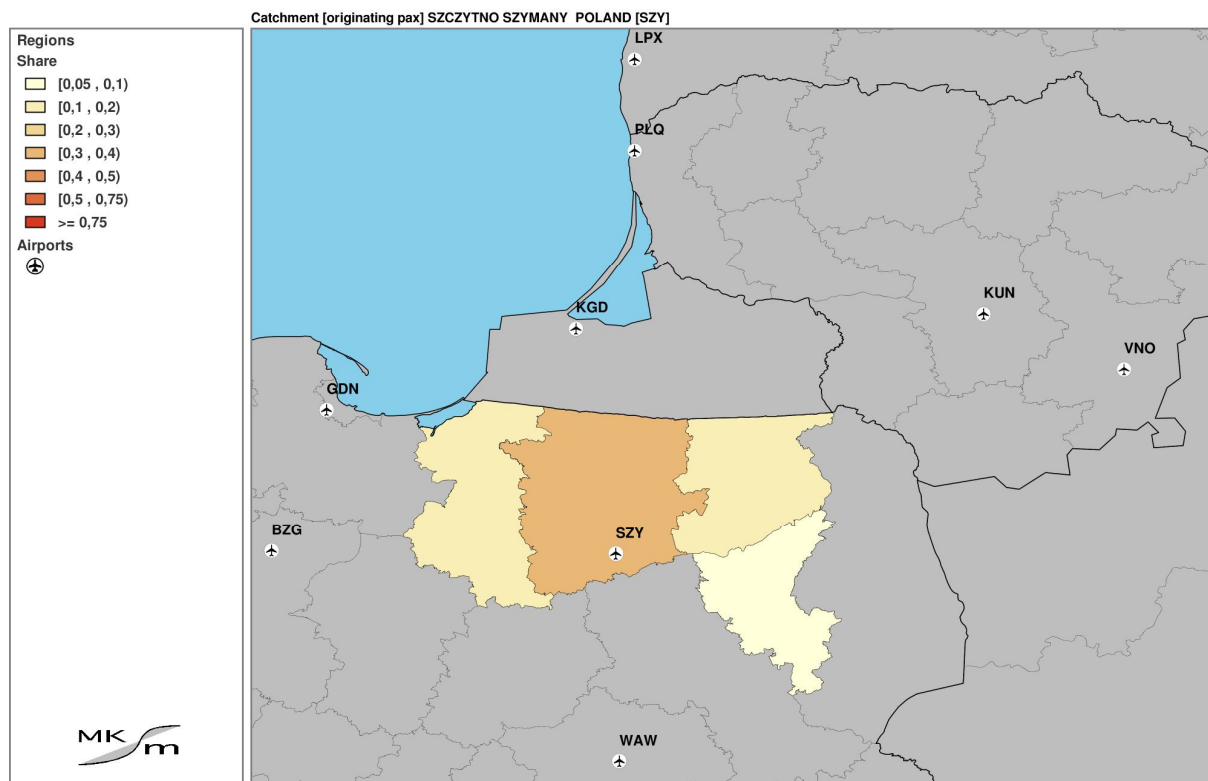 Catchment [originating pax] SZCZYTNO SZYMANY POLAND [SZY]
Regions
Share
[0,05 , 0,1)
[0,1 , 0,2)
[0,2 , 0,3)
[0,3 , 0,4)
[0,4 , 0,5)
[0,5 , 0,75)
>= 0,75
Airports
LPX
PLQ
KGD
KUN
VNO
GDN
BZG
SZY
WAW
MK
m